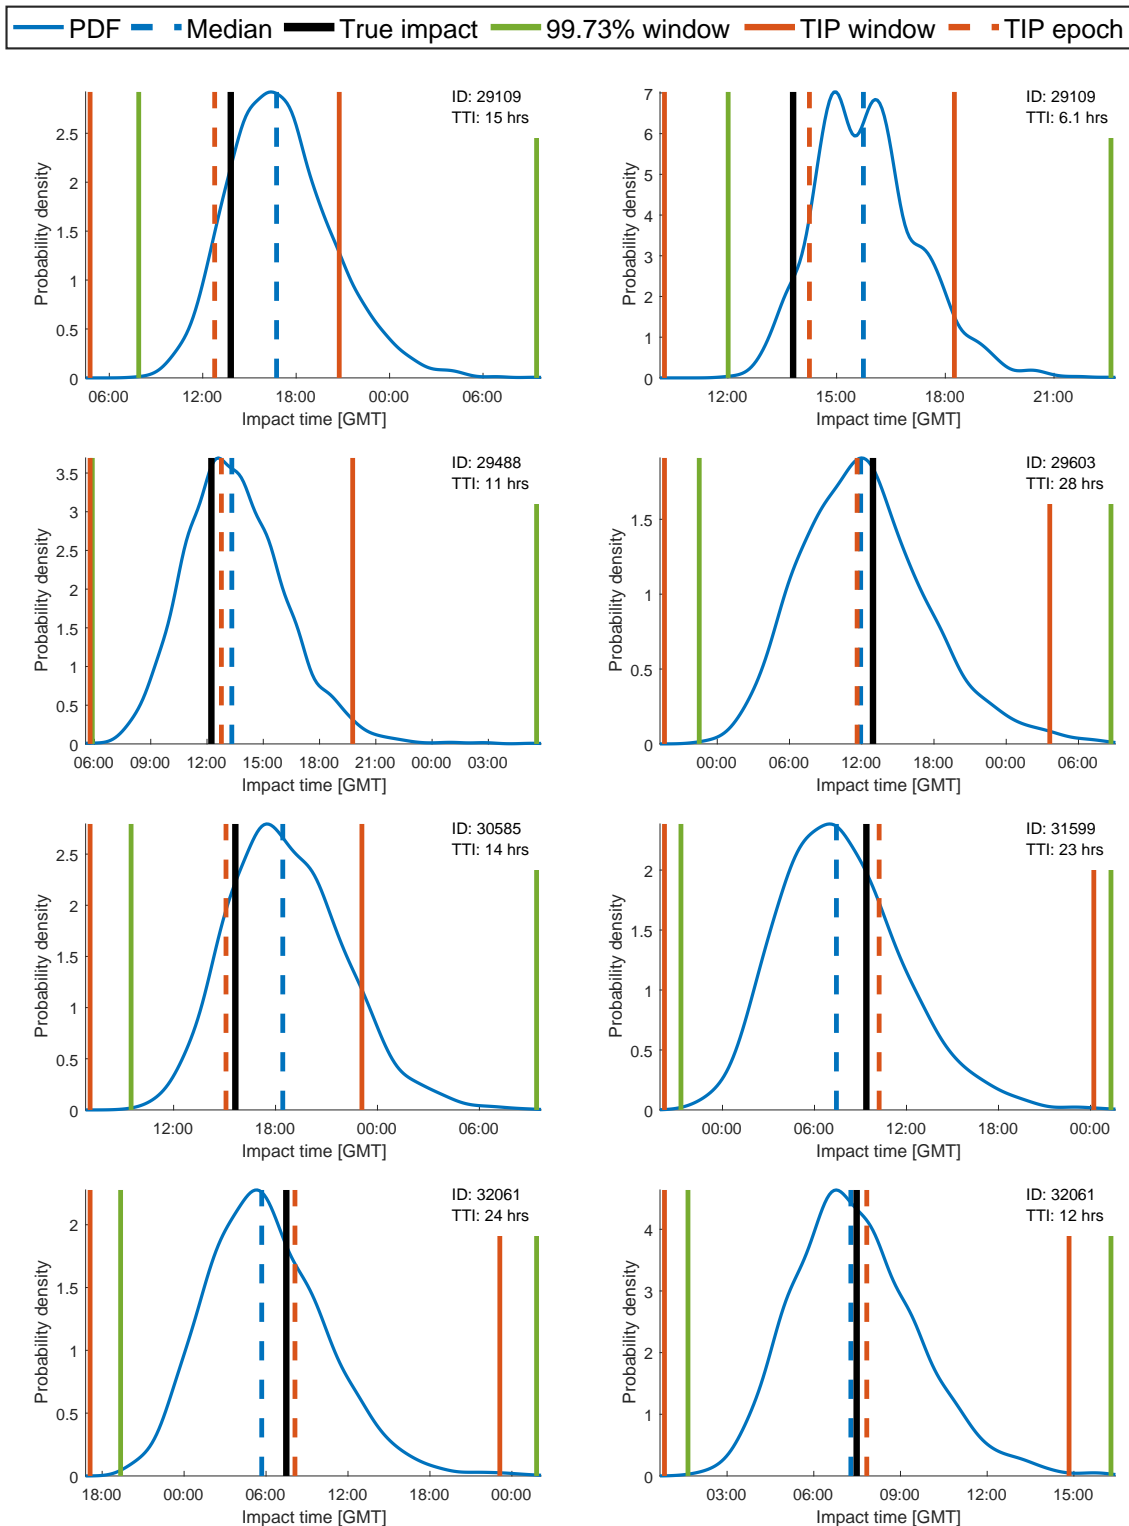 PDF Median True impact 99.73% window TIP window TIP epoch
ID: 29109
TTI: 15 hrs
Probability density
0 0.5 1 1.5 2 2.5
06:00 12:00 18:00 00:00 06:00
Impact time [GMT]
ID: 29109
TTI: 6.1 hrs
Probability density
0 1 2 3 4 5 6 7
12:00 15:00 18:00 21:00
Impact time [GMT]
ID: 29488
TTI: 11 hrs
Probability density
0 0.5 1 1.5 2 2.5 3 3.5
06:00 09:00 12:00 15:00 18:00 21:00 00:00 03:00
Impact time [GMT]
ID: 29603
TTI: 28 hrs
Probability density
0 0.5 1 1.5
00:00 06:00 12:00 18:00 00:00 06:00
Impact time [GMT]
ID: 30585
TTI: 14 hrs
Probability density
0 0.5 1 1.5 2 2.5
12:00 18:00 00:00 06:00
Impact time [GMT]
ID: 31599
TTI: 23 hrs
Probability density
0 0.5 1 1.5 2
00:00 06:00 12:00 18:00 00:00
Impact time [GMT]
ID: 32061
TTI: 24 hrs
Probability density
0 0.5 1 1.5 2
18:00 00:00 06:00 12:00 18:00 00:00
Impact time [GMT]
ID: 32061
TTI: 12 hrs
Probability density
0 1 2 3 4
03:00 06:00 09:00 12:00 15:00
Impact time [GMT]